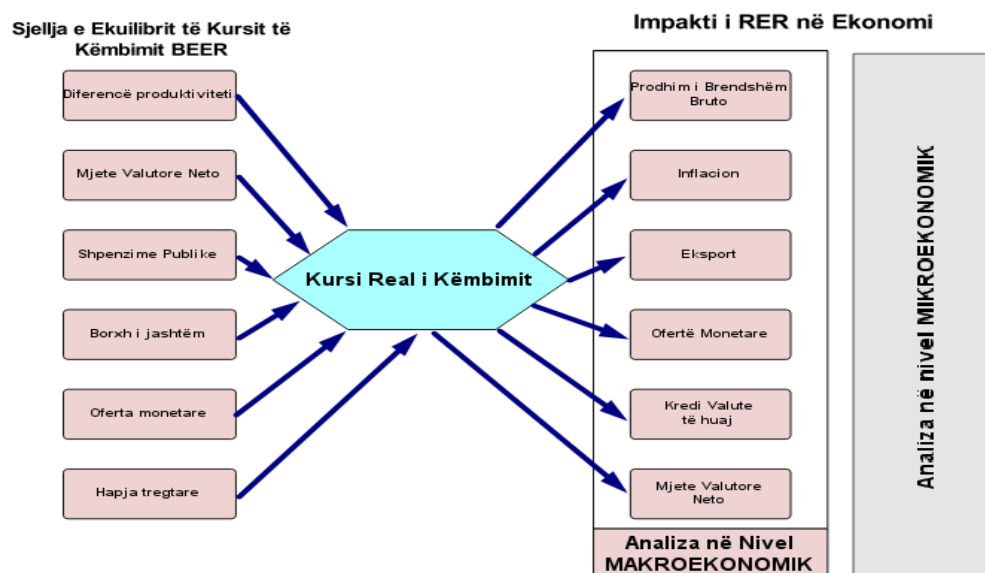 Sjellja e Ekuilibrit të Kursit të
Këmbimit BEER
Diferencë produktiviteti
Mjete Valutore Neto
Shpenzime Publike
Borxh i jashtëm
Oferta monetare
Hapja tregtare
Kursi Real i Këmbimit
Impakti i RER në Ekonomi
Prodhim i Brendshëm
Bruto
Inflacion
Eksport
Ofertë Monetare
Kredi Valute
të huaj
Mjete Valutore
Neto
Analiza në Nivel
MAKROEKONOMIK
Analiza në nivel MIKROEKONOMIK